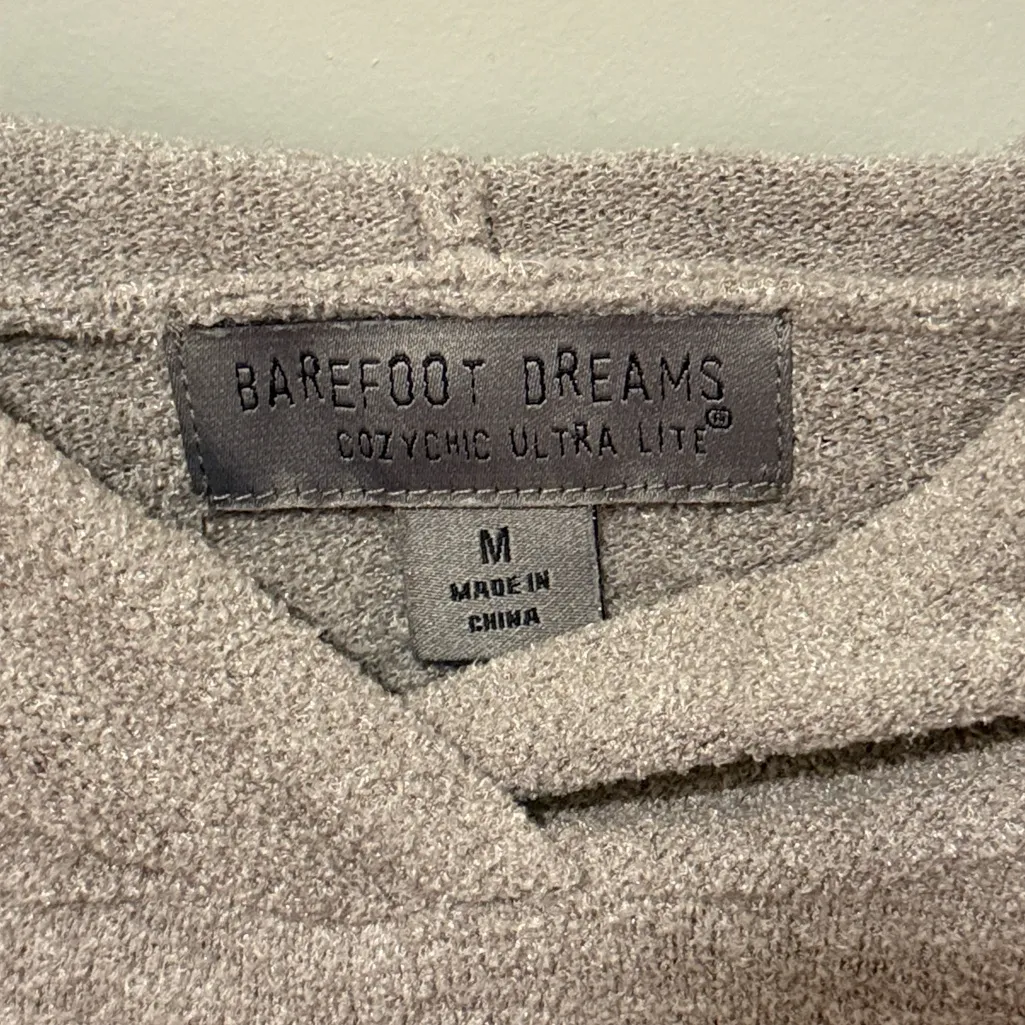 BAREFOOT DREAMS
COZYCHIC ULTRA LITE®
M
MADE IN
CHINA